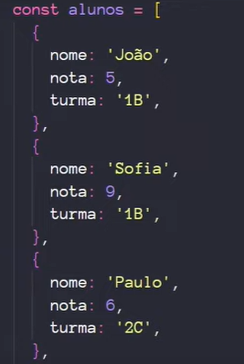 const alunos = [
{
nome: 'João',
nota: 5,
turma: '1B',
},
{
nome: 'Sofia',
nota: 9,
turma: '1B',
},
{
nome: 'Paulo',
nota: 6,
turma: '2C',
},